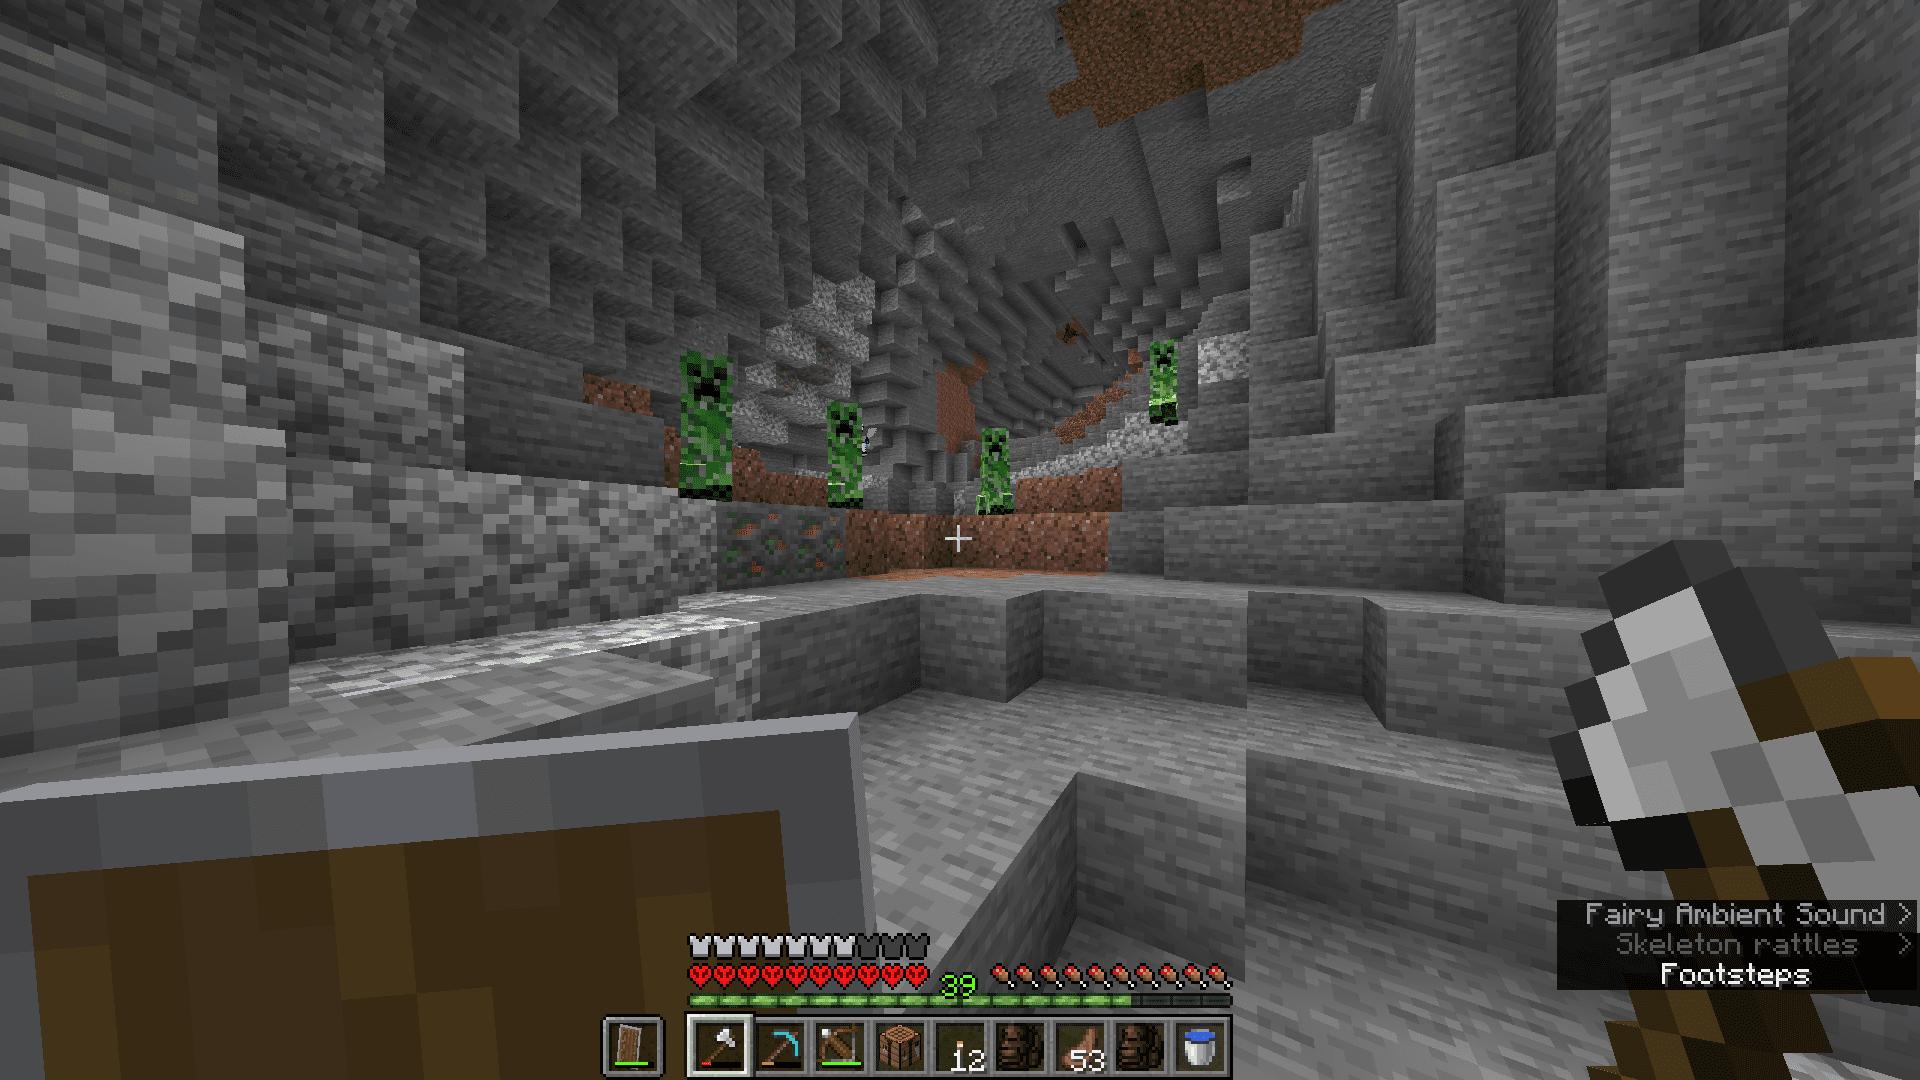 Fairy Ambient Sound >
Skeleton rattles >
Footsteps
39
12
53